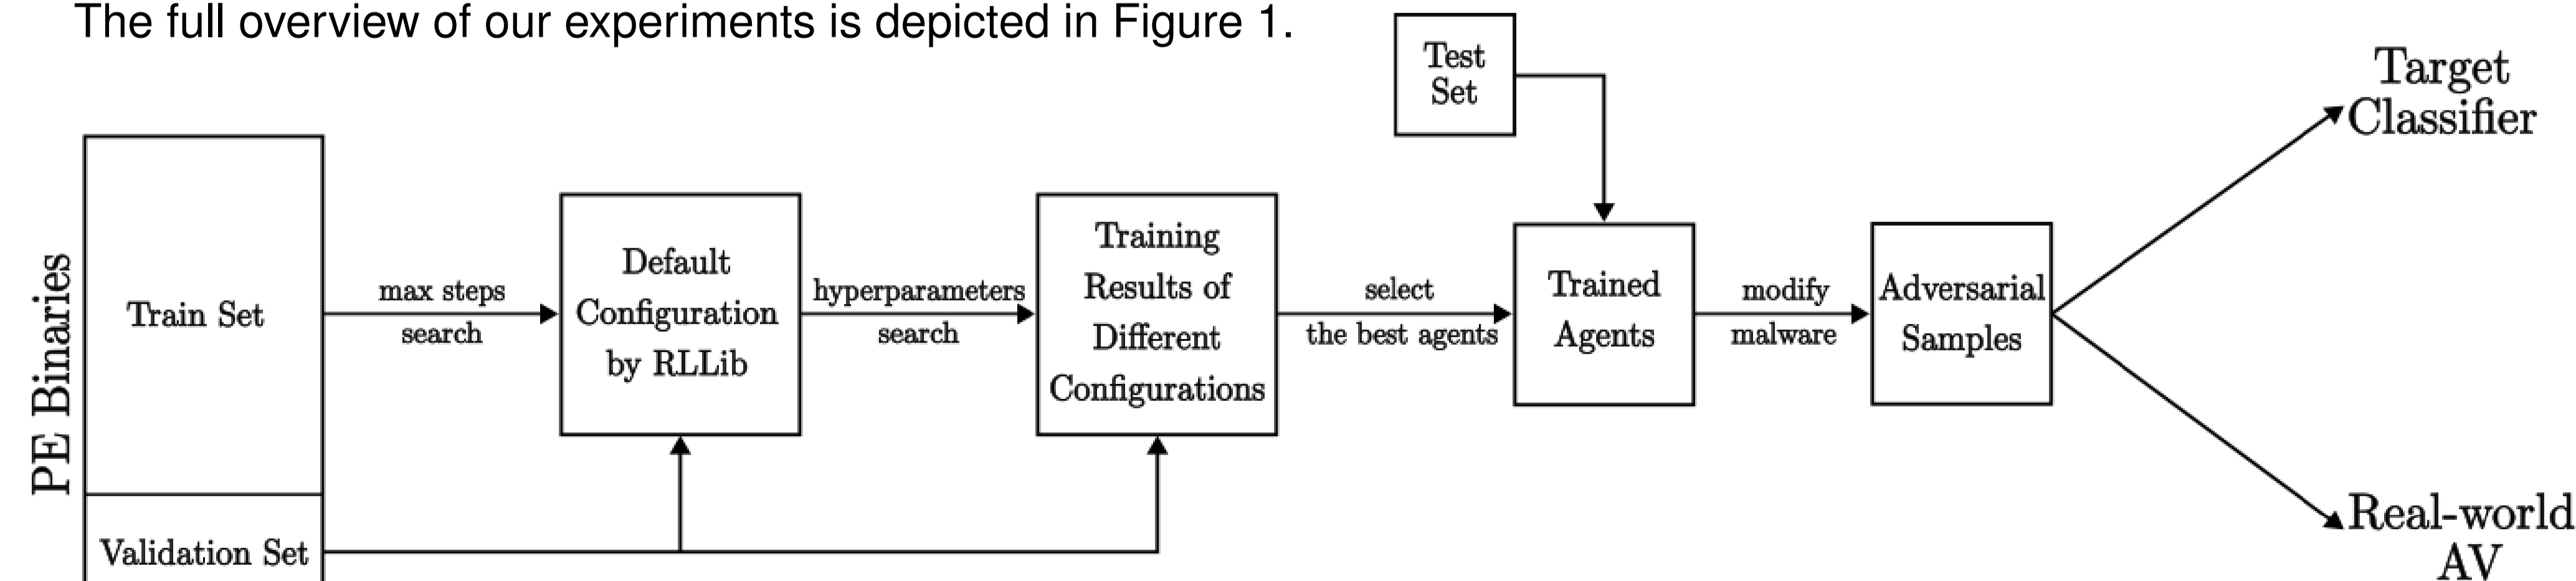 The full overview of our experiments is depicted in Figure 1.
Test
Set
Target
Classifier
PE Binaries
Train Set
max steps
search
Default
Configuration
by RLLib
hyperparameters
search
Training
Results of
Different
Configurations
select
the best agents
Trained
Agents
modify
malware
Adversarial
Samples
Validation Set
Real-world
AV